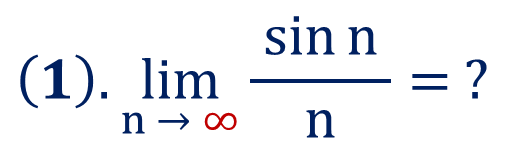 (1). lim n → ∞ sin n / n = ?